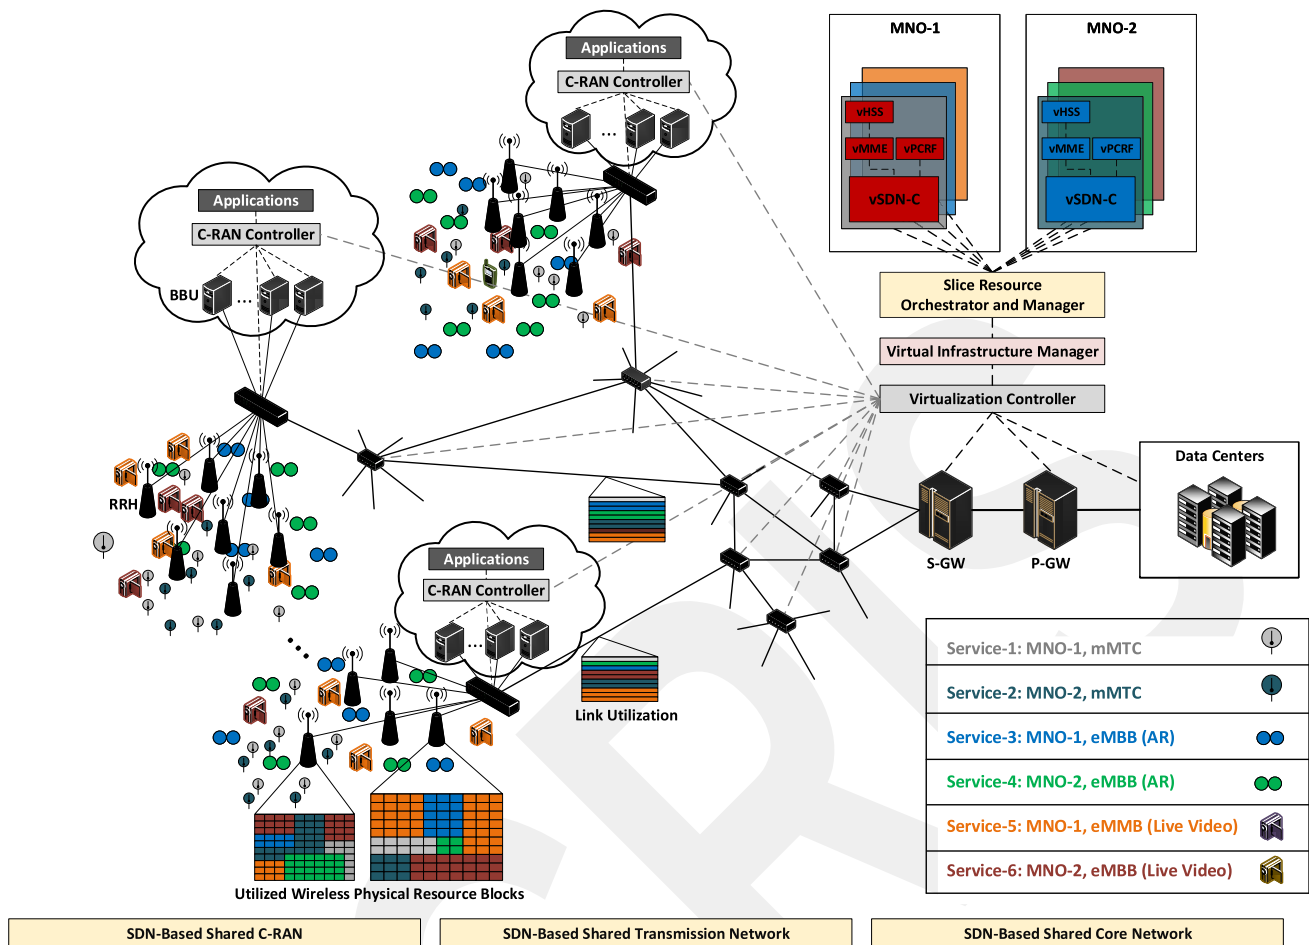 Applications
C-RAN Controller
...
MNO-1
vHSS
vMME
vPCRF
vSDN-C
MNO-2
vHSS
vMME
vPCRF
vSDN-C
Applications
C-RAN Controller
BBU
...
Slice Resource
Orchestrator and Manager
Virtual Infrastructure Manager
Virtualization Controller
RRH
Data Centers
S-GW
P-GW
Applications
C-RAN Controller
...
Link Utilization
Utilized Wireless Physical Resource Blocks
Service-1: MNO-1, mMTC
Service-2: MNO-2, mMTC
Service-3: MNO-1, eMBB (AR)
Service-4: MNO-2, eMBB (AR)
Service-5: MNO-1, eMMB (Live Video)
Service-6: MNO-2, eMBB (Live Video)
SDN-Based Shared C-RAN
SDN-Based Shared Transmission Network
SDN-Based Shared Core Network